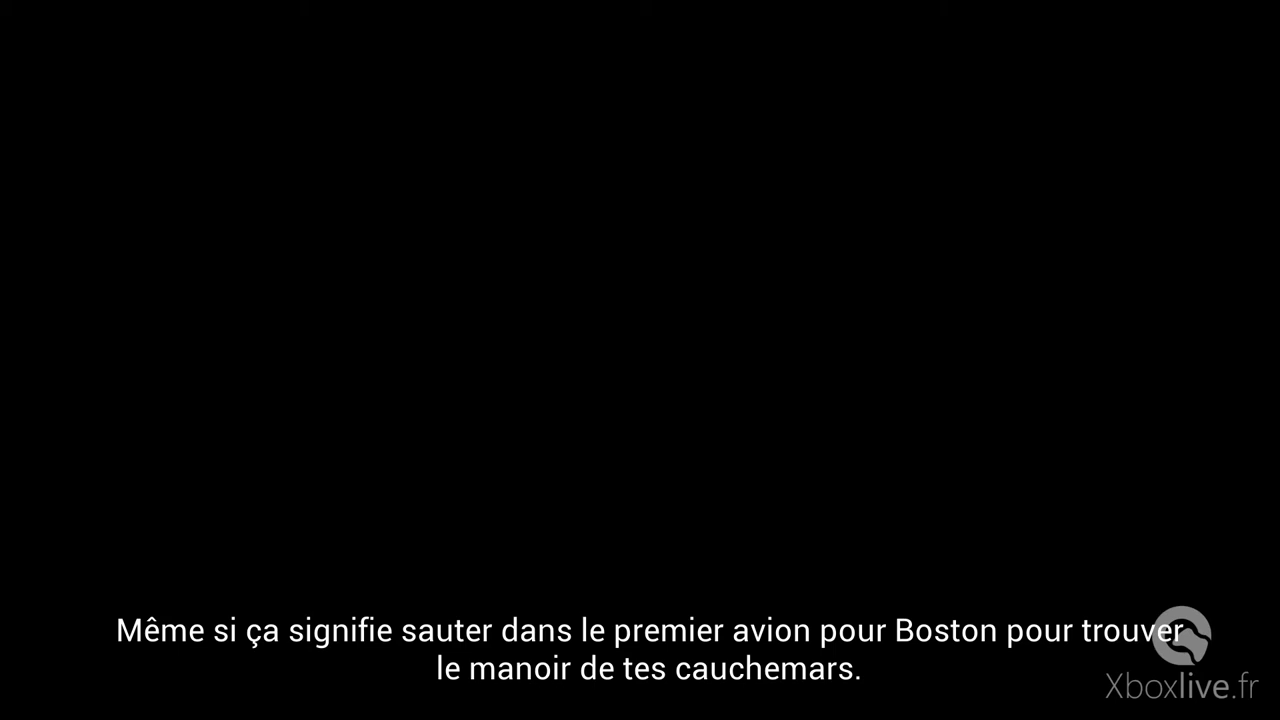 Même si ça signifie sauter dans le premier avion pour Boston pour trouver
le manoir de tes cauchemars.
Xboxlive.fr